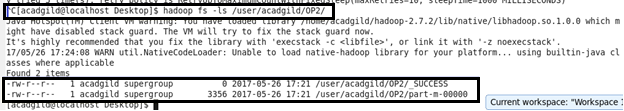 ^C[acadgild@localhost Desktop]$ hadoop fs -ls /user/acadgild/OP2/
Java HotSpot(TM) Client VM warning: You have loaded library /home/acadgild/hadoop-2.7.2/lib/native/libhadoop.so.1.0.0 which m
ight have disabled stack guard. The VM will try to fix the stack guard now.
It's highly recommended that you fix the library with 'execstack -c <libfile>', or link it with '-z noexecstack'.
17/05/26 17:24:08 WARN util.NativeCodeLoader: Unable to load native-hadoop library for your platform... using builtin-java cl
asses where applicable
Found 2 items
-rw-r--r-- 1 acadgild supergroup 0 2017-05-26 17:21 /user/acadgild/OP2/_SUCCESS
-rw-r--r-- 1 acadgild supergroup 3356 2017-05-26 17:21 /user/acadgild/OP2/part-m-00000
[acadgild@localhost Desktop]$
Current workspace: "Workspace